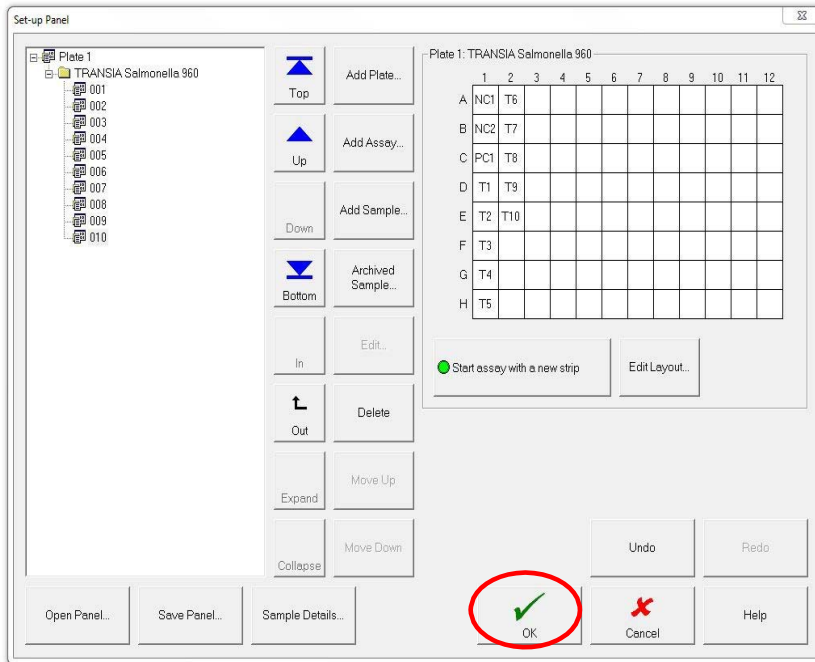 Set-up Panel
Plate 1
TRANSIA Salmonella 960
001
002
003
004
005
006
007
008
009
010
Top
Up
Down
Bottom
In
Out
Expand
Collapse
Add Plate...
Add Assay...
Add Sample...
Archived
Sample...
Edit...
Delete
Move Up
Move Down
Plate 1: TRANSIA Salmonella 960
1 2 3 4 5 6 7 8 9 10 11 12
A NC1 T6
B NC2 T7
C PC1 T8
D T1 T9
E T2 T10
F T3
G T4
H T5
Start assay with a new strip
Edit Layout...
Undo
Redo
Open Panel...
Save Panel...
Sample Details...
OK
Cancel
Help